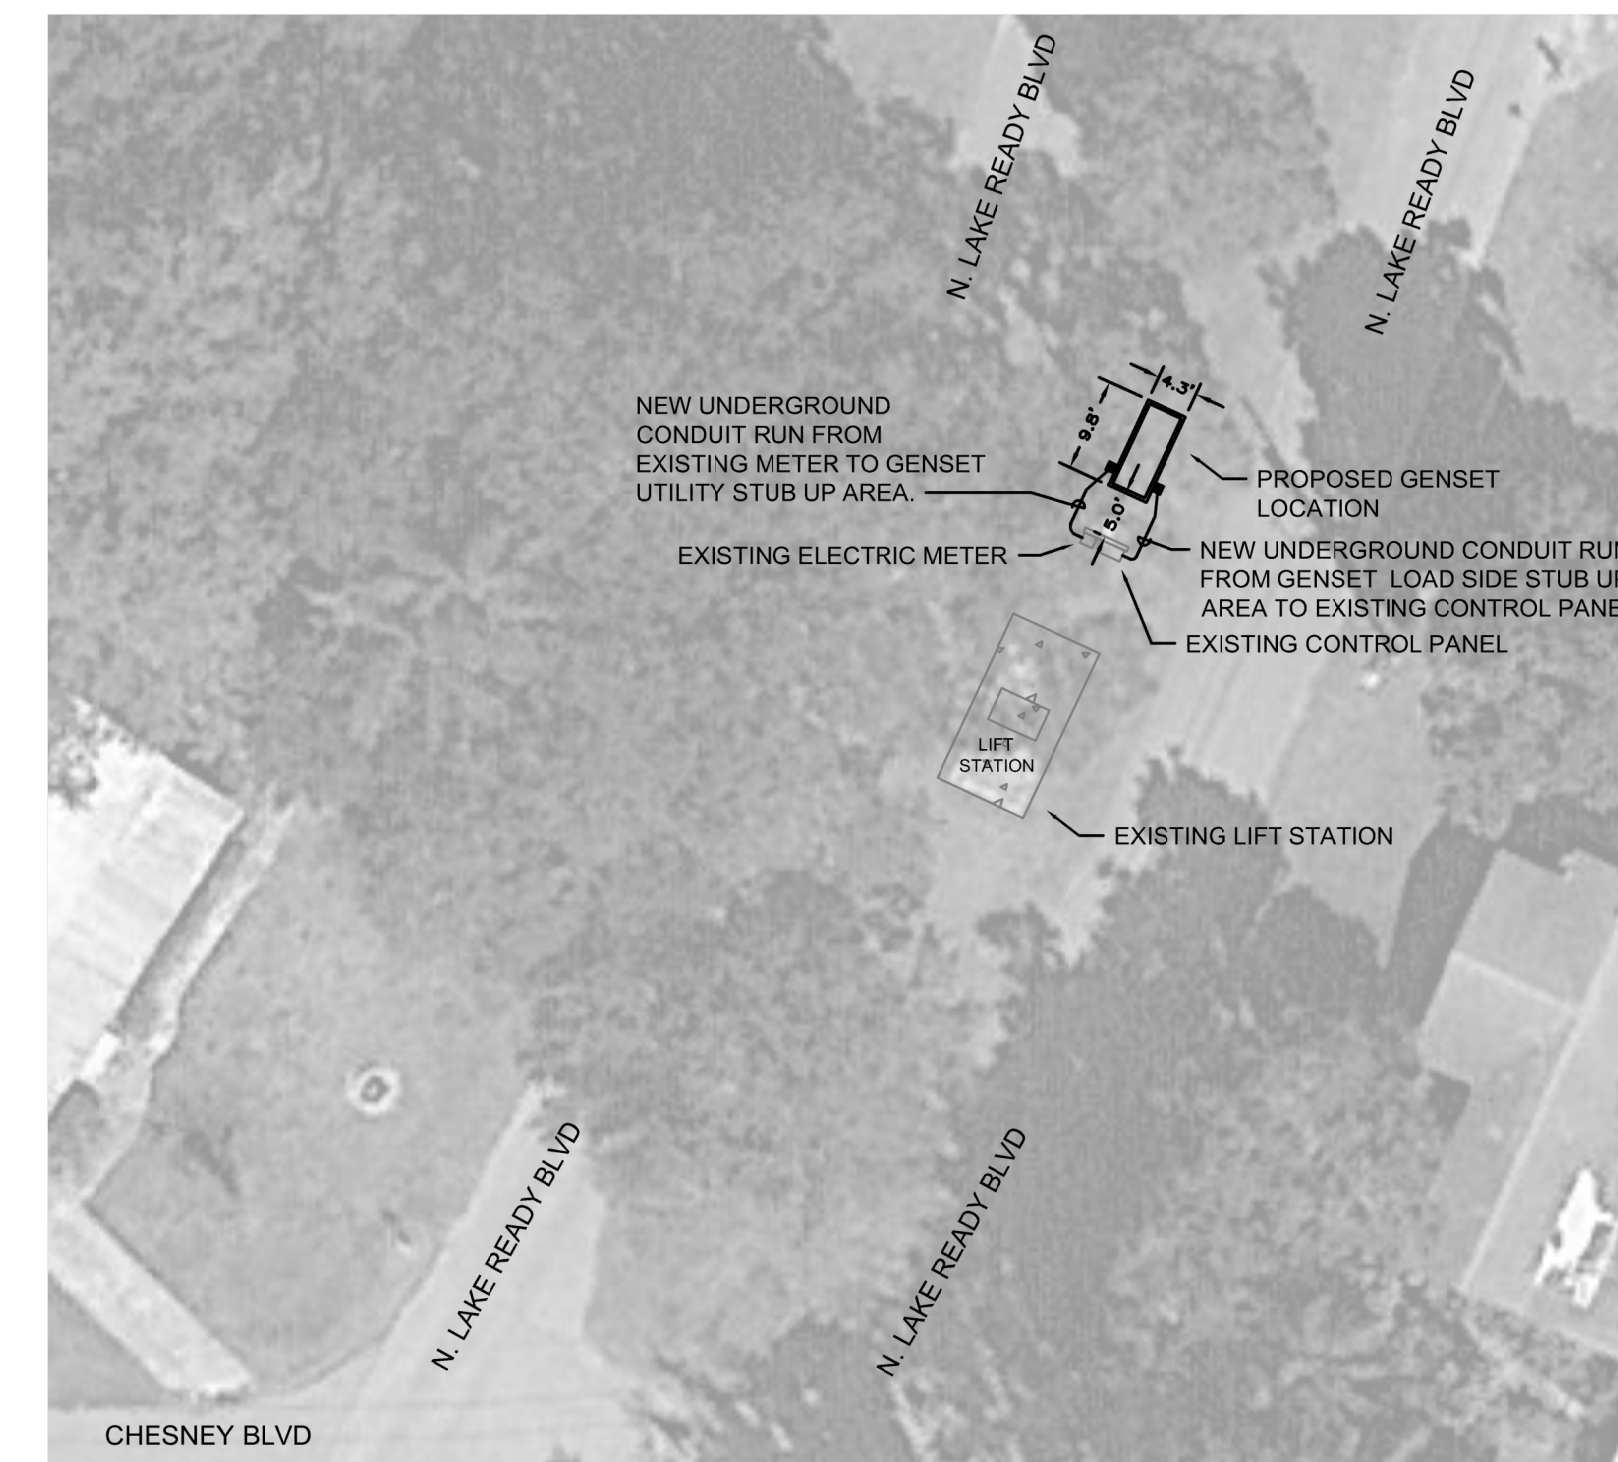 N. LAKE READY BLVD
N. LAKE READY BLVD
4.3'
9.8'
NEW UNDERGROUND
CONDUIT RUN FROM
EXISTING METER TO GENSET
UTILITY STUB UP AREA.
PROPOSED GENSET
LOCATION
5.0'
EXISTING ELECTRIC METER
NEW UNDERGROUND CONDUIT RUN
FROM GENSET LOAD SIDE STUB UP
AREA TO EXISTING CONTROL PANE
EXISTING CONTROL PANEL
LIFT
STATION
EXISTING LIFT STATION
N. LAKE READY BLVD
N. LAKE READY BLVD
CHESNEY BLVD